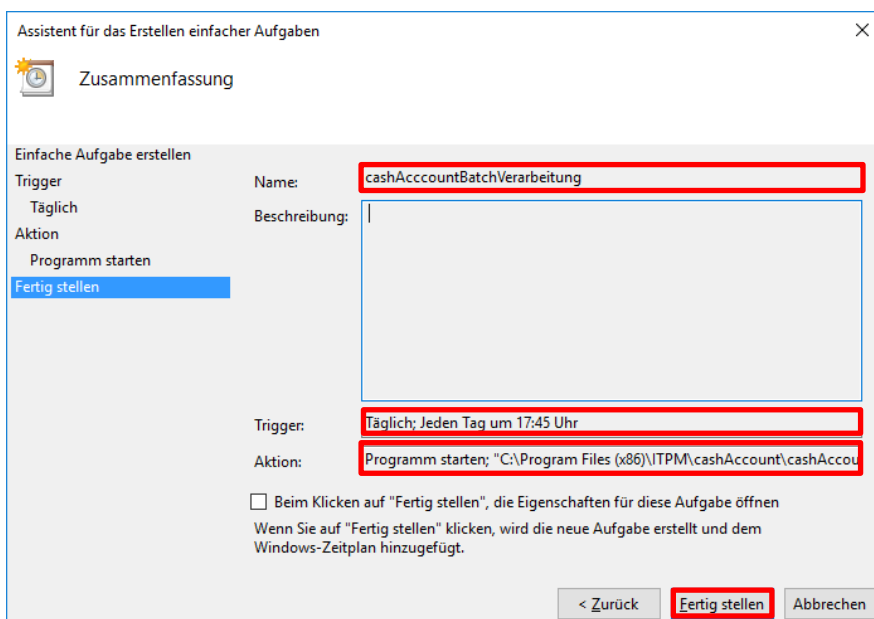 Assistent für das Erstellen einfacher Aufgaben
Zusammenfassung
Einfache Aufgabe erstellen
Trigger
Täglich
Aktion
Programm starten
Fertig stellen
Name: cashAcccountBatchVerarbeitung
Beschreibung:
Trigger: Täglich; Jeden Tag um 17:45 Uhr
Aktion: Programm starten; "C:\Program Files (x86)\ITPM\cashAccount\cashAccou
Beim Klicken auf "Fertig stellen", die Eigenschaften für diese Aufgabe öffnen
Wenn Sie auf "Fertig stellen" klicken, wird die neue Aufgabe erstellt und dem
Windows-Zeitplan hinzugefügt.
< Zurück Fertig stellen Abbrechen